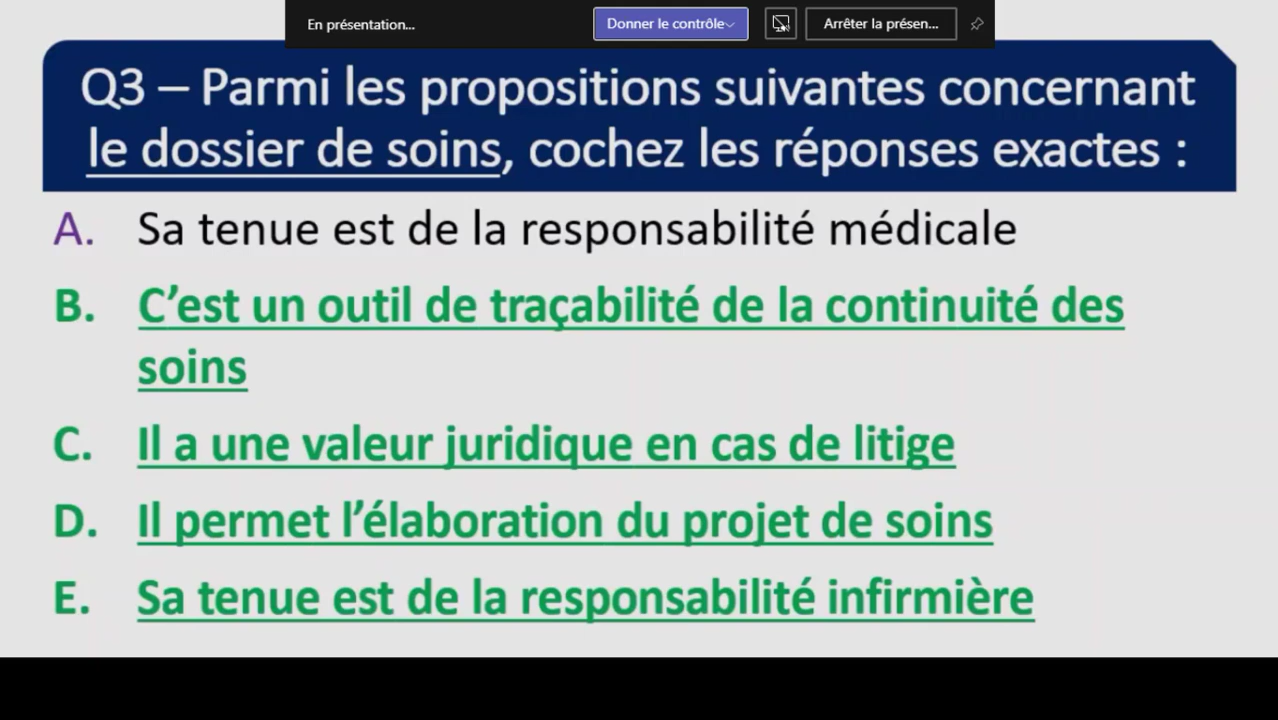 En présentation...
Donner le contrôle
Arrêter la présen...
Q3 – Parmi les propositions suivantes concernant
le dossier de soins, cochez les réponses exactes :
A. Sa tenue est de la responsabilité médicale
B. C’est un outil de traçabilité de la continuité des
soins
C. Il a une valeur juridique en cas de litige
D. Il permet l’élaboration du projet de soins
E. Sa tenue est de la responsabilité infirmière